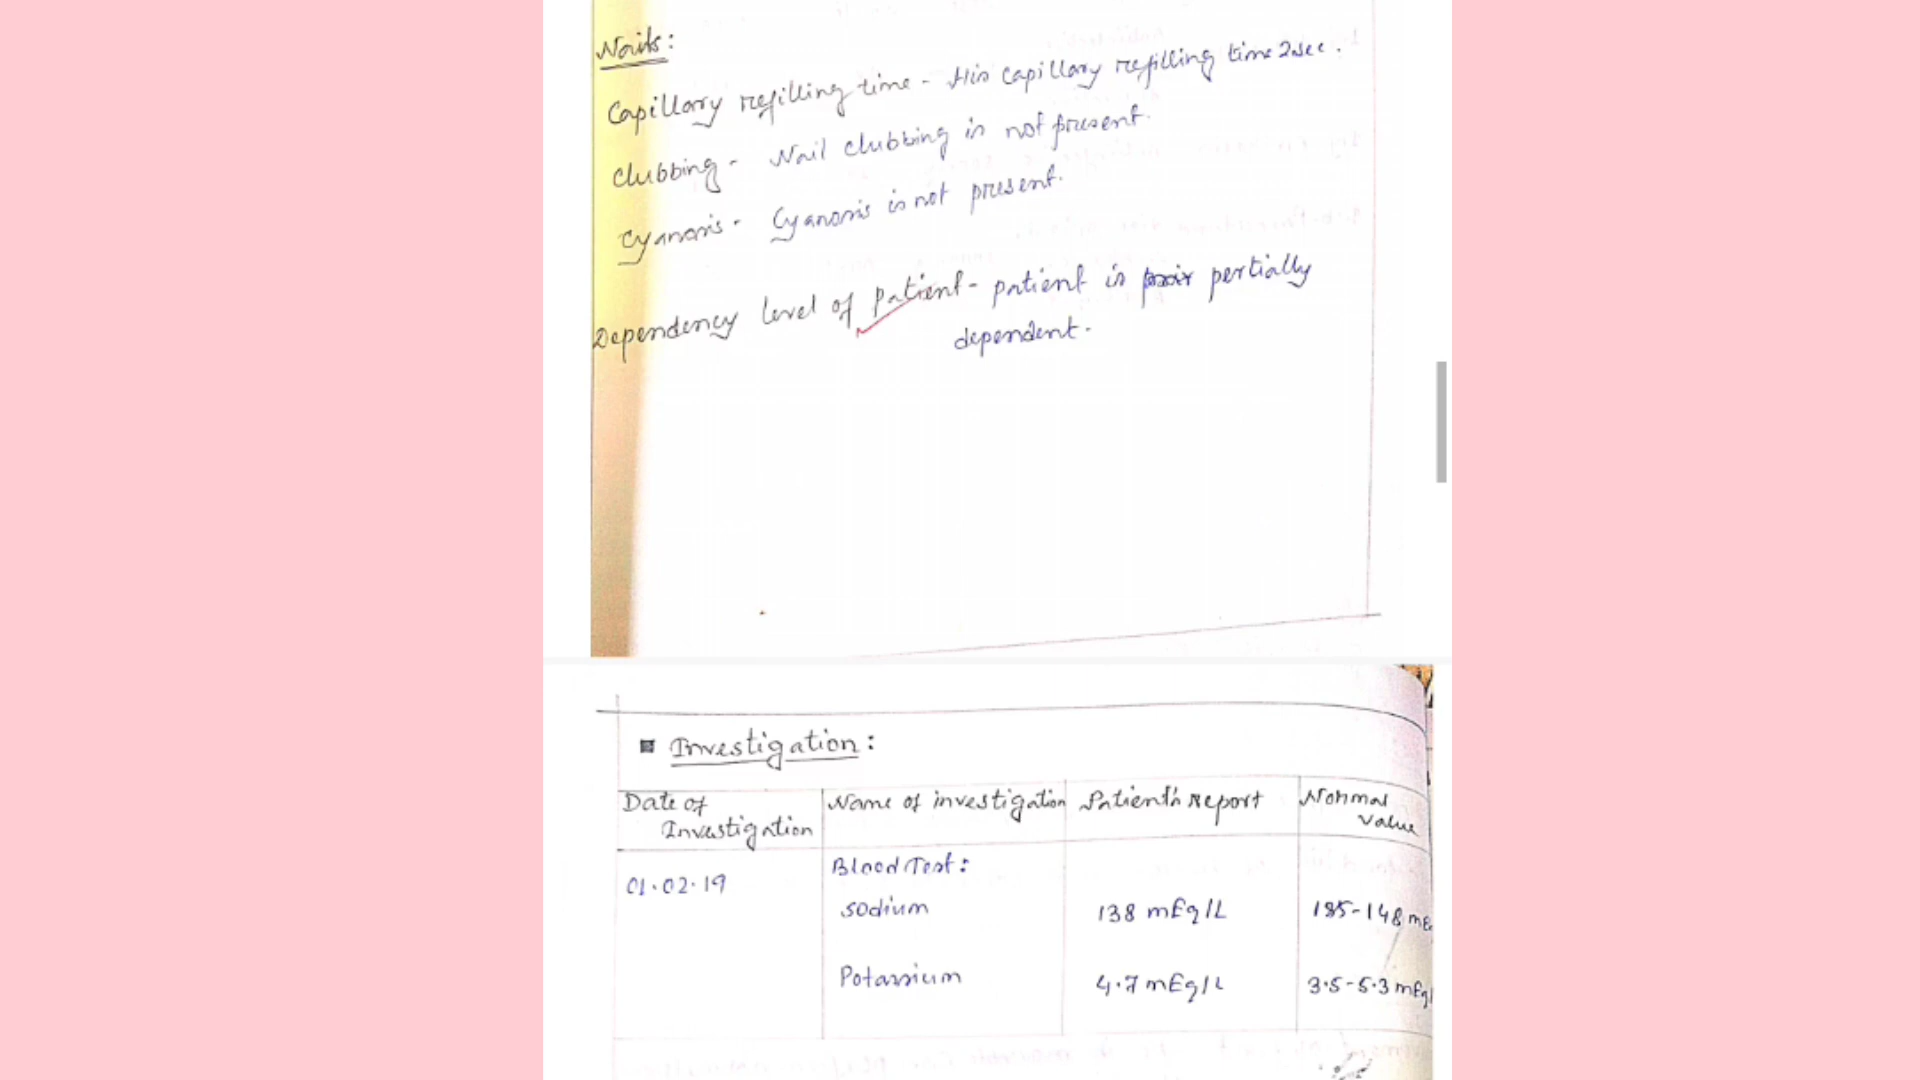 Nails:
Capillary refilling time - His capillary refilling time 2sec.
Clubbing - Nail clubbing is not present.
Cyanosis - Cyanosis is not present.
Dependency level of patient - patient is pertially
dependent.
Investigation:
Date of Investigation | Name of investigation | Patient's report | Normal value
01.02.19 | Blood Test:
Sodium | 138 mEq/L | 135-148 mE
Potassium | 4.7 mEq/L | 3.5-5.3 mEq/